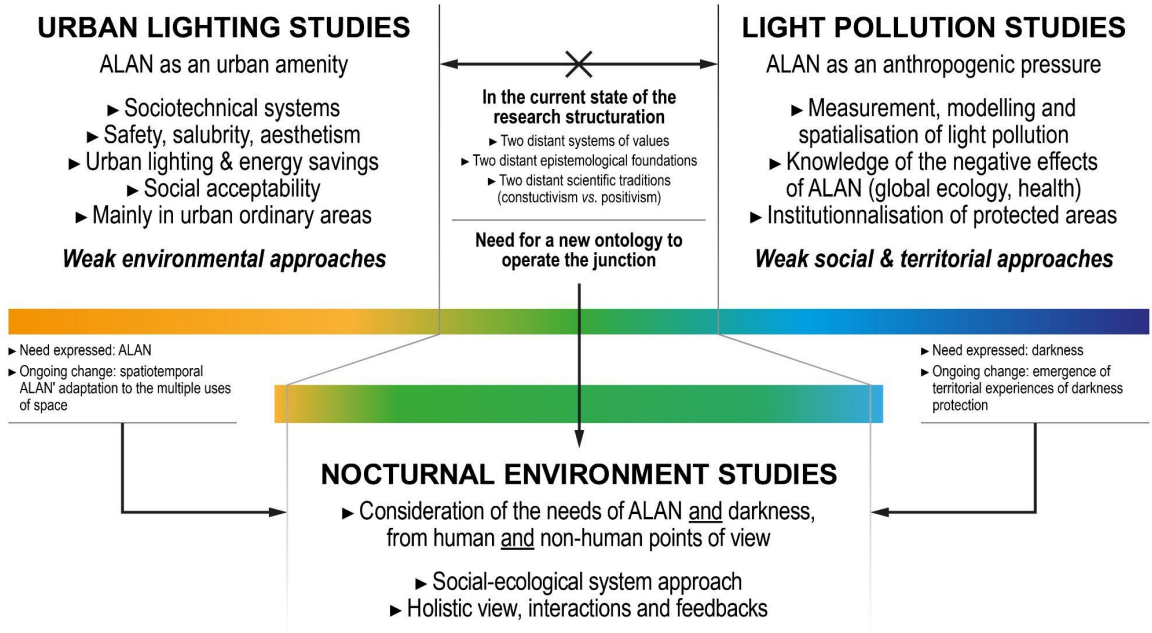 URBAN LIGHTING STUDIES
ALAN as an urban amenity
► Sociotechnical systems
► Safety, salubrity, aesthetism
► Urban lighting & energy savings
► Social acceptability
► Mainly in urban ordinary areas
Weak environmental approaches
In the current state of the
research structuration
► Two distant systems of values
► Two distant epistemological foundations
► Two distant scientific traditions
(constuctivism vs. positivism)
Need for a new ontology to
operate the junction
LIGHT POLLUTION STUDIES
ALAN as an anthropogenic pressure
► Measurement, modelling and
spatialisation of light pollution
► Knowledge of the negative effects
of ALAN (global ecology, health)
► Institutionnalisation of protected areas
Weak social & territorial approaches
► Need expressed: ALAN
► Ongoing change: spatiotemporal
ALAN' adaptation to the multiple uses
of space
► Need expressed: darkness
► Ongoing change: emergence of
territorial experiences of darkness
protection
NOCTURNAL ENVIRONMENT STUDIES
► Consideration of the needs of ALAN and darkness,
from human and non-human points of view
► Social-ecological system approach
► Holistic view, interactions and feedbacks